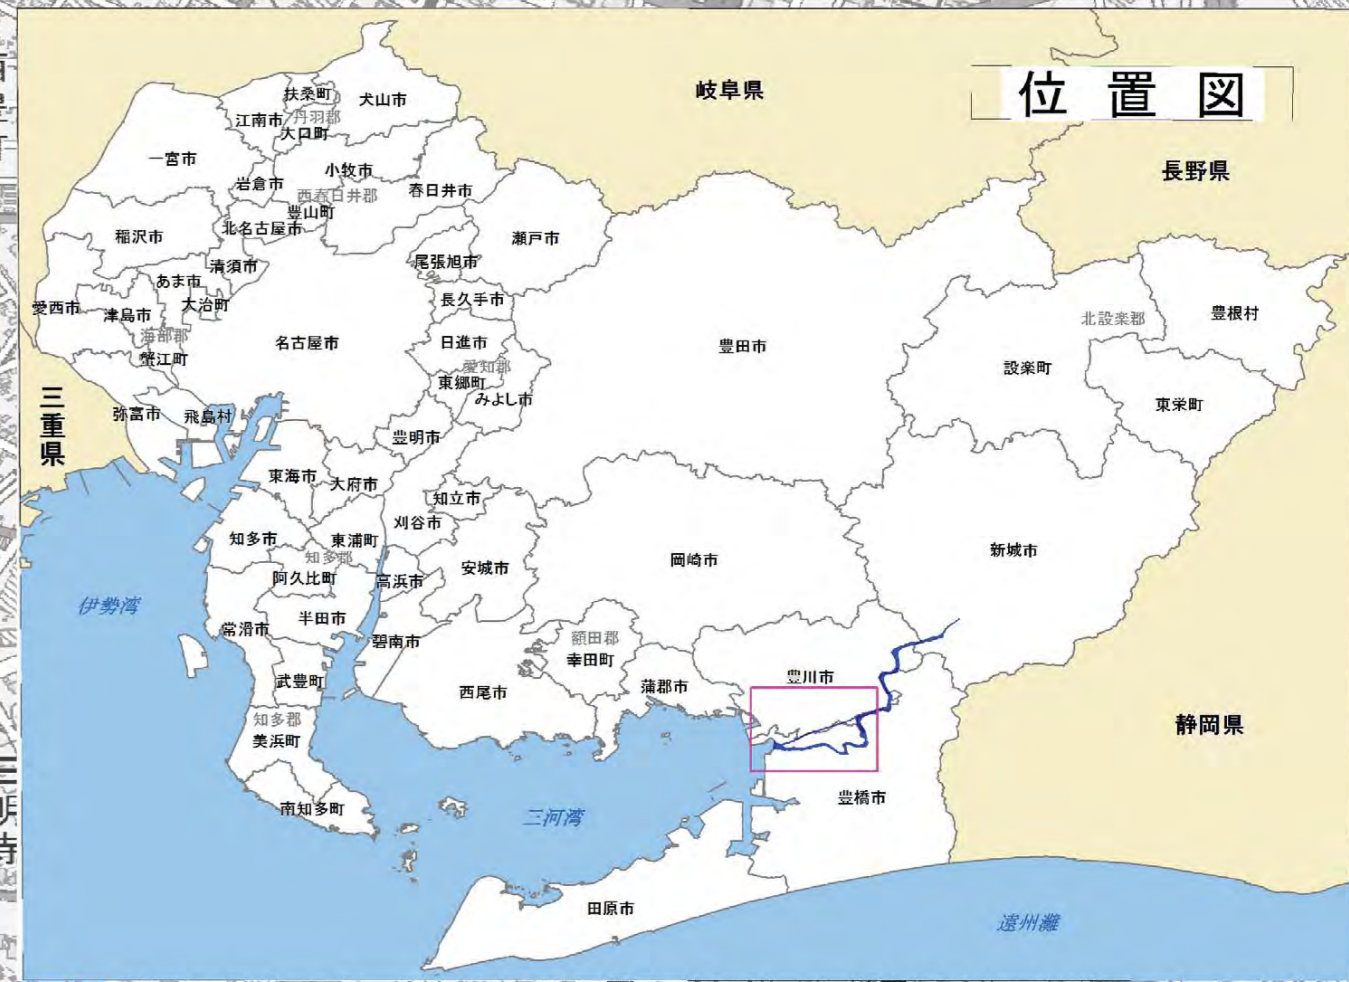 位置図
岐阜県
長野県
三重県
静岡県
扶桑町
犬山市
丹羽郡
江南市
大口町
一宮市
小牧市
岩倉市
春日井市
西春日井郡
豊山町
稲沢市
北名古屋市
瀬戸市
清須市
尾張旭市
あま市
愛西市
津島市
大治町
長久手市
海部郡
名古屋市
日進市
蟹江町
愛知郡
東郷町
みよし市
豊田市
北設楽郡
豊根村
設楽町
東栄町
弥富市
飛島村
豊明市
東海市
大府市
知立市
刈谷市
知多市
東浦町
知多郡
安城市
岡崎市
新城市
阿久比町
高浜市
伊勢湾
半田市
常滑市
碧南市
額田郡
幸田町
武豊町
西尾市
蒲郡市
豊川市
知多郡
美浜町
豊橋市
南知多町
三河湾
田原市
遠州灘
明
寺